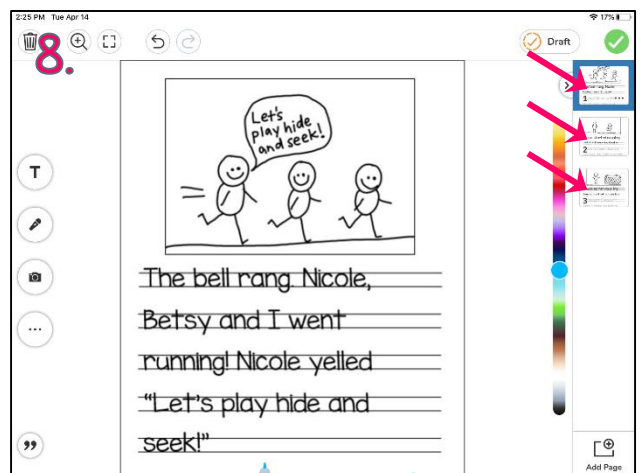 2:25 PM Tue Apr 14
17%
8.
Draft
Let's
play hide
and seek!
T
The bell rang. Nicole,
Betsy and I went
running! Nicole yelled
"Let's play hide and
seek!"
1
2
3
Add Page